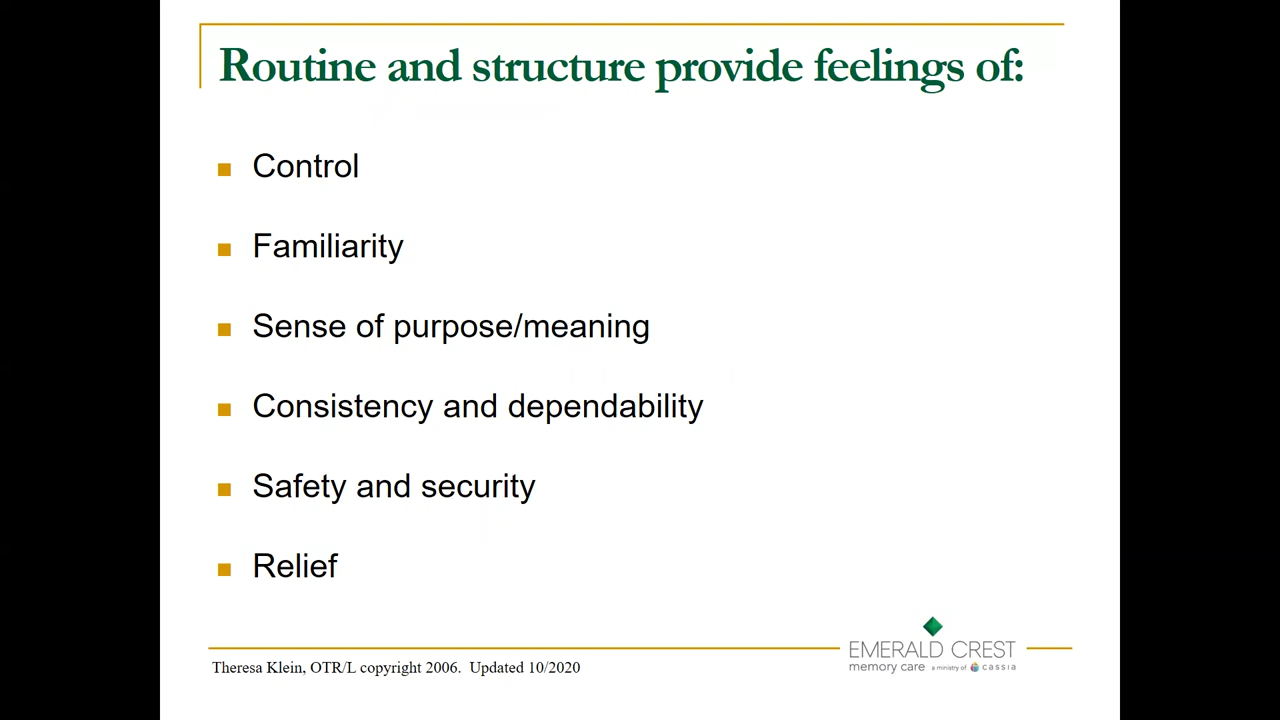 Routine and structure provide feelings of:
Control
Familiarity
Sense of purpose/meaning
Consistency and dependability
Safety and security
Relief
Theresa Klein, OTR/L copyright 2006.  Updated 10/2020
EMERALD CREST
memory care a ministry of cassia